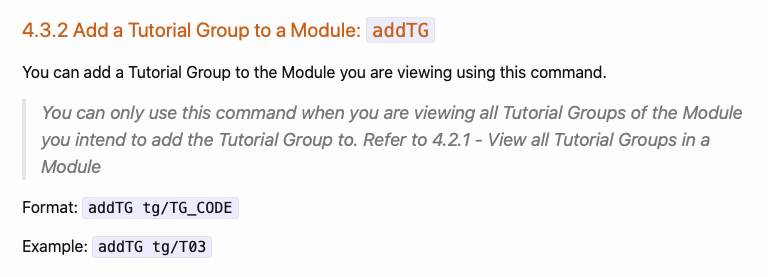 4.3.2 Add a Tutorial Group to a Module: addTG
You can add a Tutorial Group to the Module you are viewing using this command.
You can only use this command when you are viewing all Tutorial Groups of the Module
you intend to add the Tutorial Group to. Refer to 4.2.1 - View all Tutorial Groups in a
Module
Format: addTG tg/TG_CODE
Example: addTG tg/T03